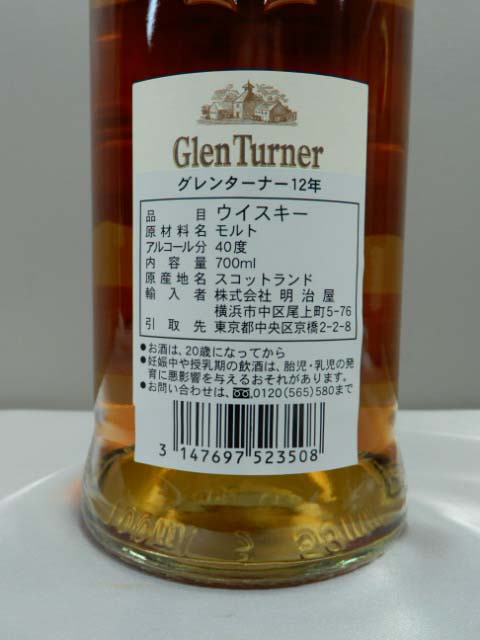 Glen Turner
グレンターナー12年
品目 ウイスキー
原材料名 モルト
アルコール分 40度
内容量 700ml
原産地名 スコットランド
輸入者 株式会社 明治屋
横浜市中区尾上町5-76
引取先 東京都中央区京橋2-2-8
●お酒は、20歳になってから
●妊娠中や授乳期の飲酒は、胎児・乳児の発
育に悪影響を与えるおそれがあります。
●お問い合わせは、0120(565)580まで
3 147697 523508